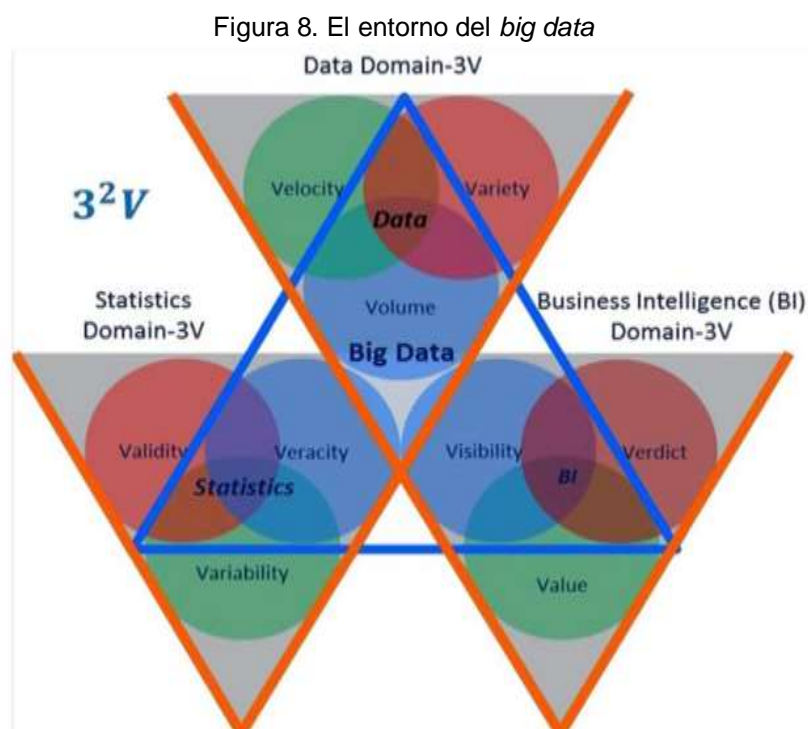 Figura 8. El entorno del big data
Data Domain-3V
3²V
Velocity
Variety
Data
Statistics
Domain-3V
Volume
Big Data
Business Intelligence (BI)
Domain-3V
Validity
Veracity
Statistics
Variability
Visibility
Verdict
BI
Value